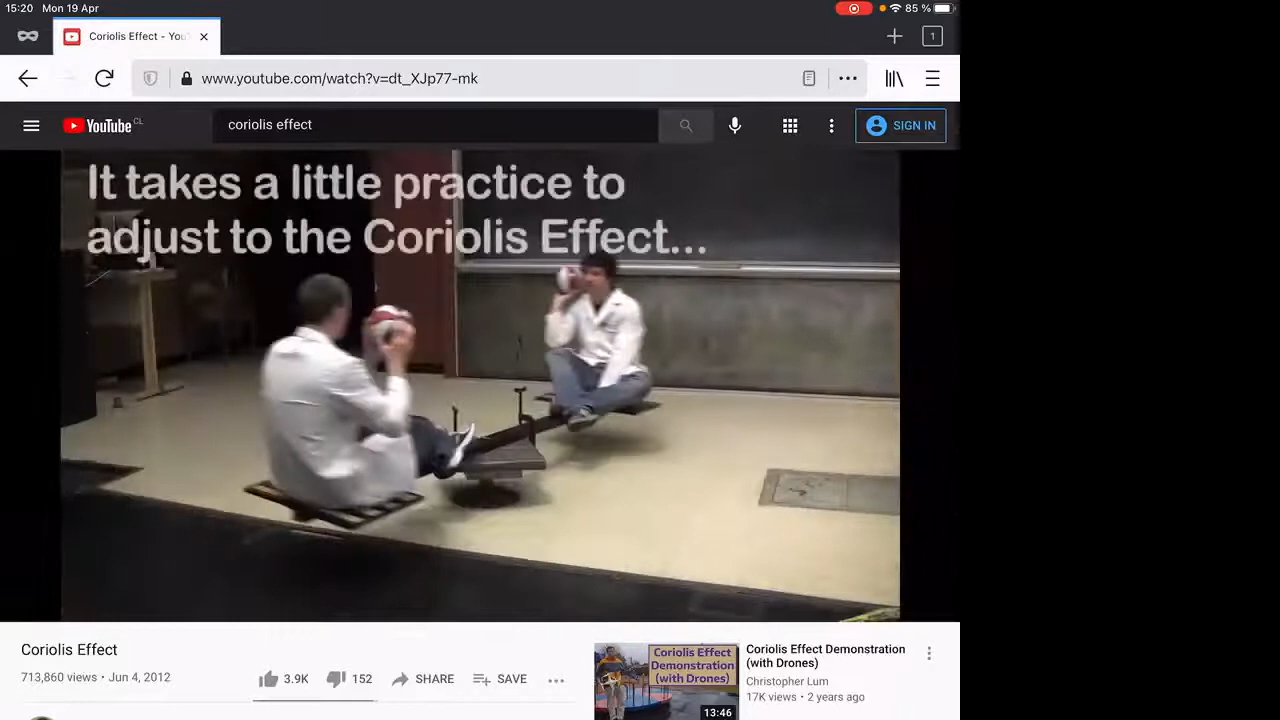 15:20 Mon 19 Apr 85 %
Coriolis Effect - You
1
www.youtube.com/watch?v=dt_XJp77-mk
YouTube CL
coriolis effect
SIGN IN
It takes a little practice to
adjust to the Coriolis Effect...
Coriolis Effect
713,860 views • Jun 4, 2012
3.9K
152
SHARE
SAVE
Coriolis Effect
Demonstration
(with Drones)
13:46
Coriolis Effect Demonstration
(with Drones)
Christopher Lum
17K views • 2 years ago